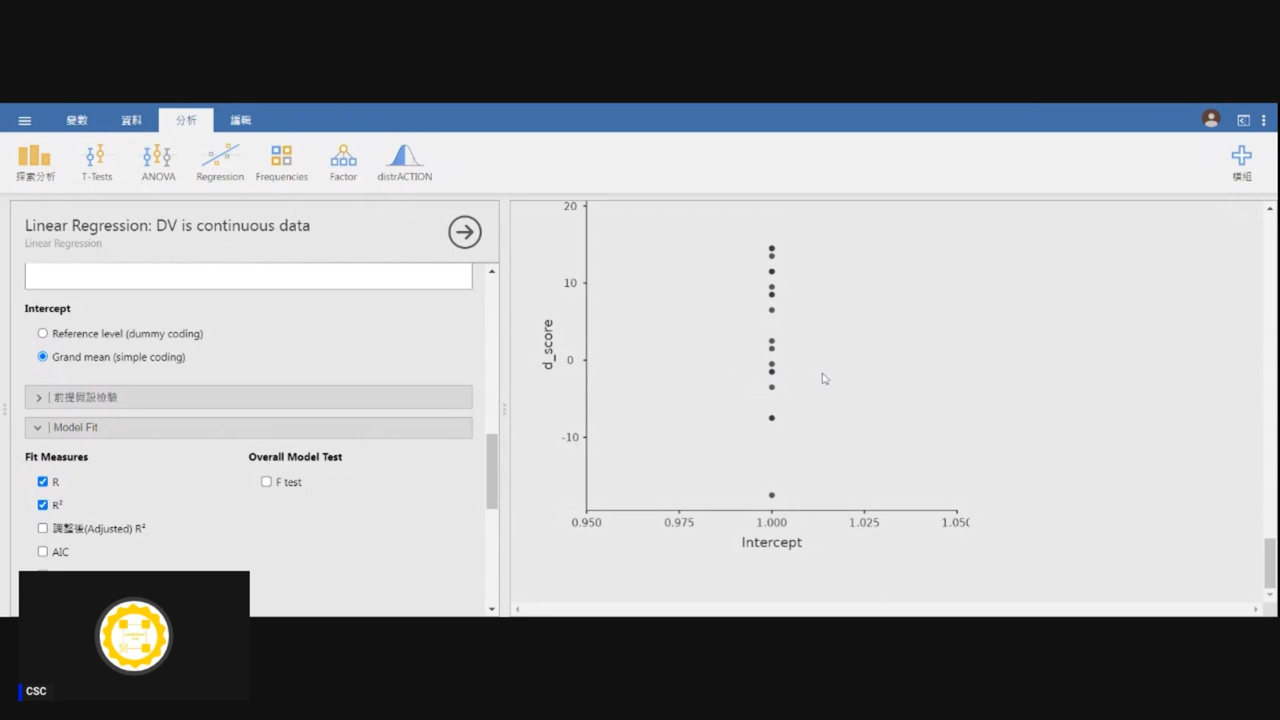 變數 資料 分析 編輯
探索分析 T-Tests ANOVA Regression Frequencies Factor distrACTION 模組
Linear Regression: DV is continuous data
Linear Regression
Intercept
Reference level (dummy coding)
Grand mean (simple coding)
| 前提假設檢驗
| Model Fit
Fit Measures Overall Model Test
R F test
R²
調整後(Adjusted) R²
AIC
20
10
0
-10
d_score
0.950 0.975 1.000 1.025
Intercept
CSC